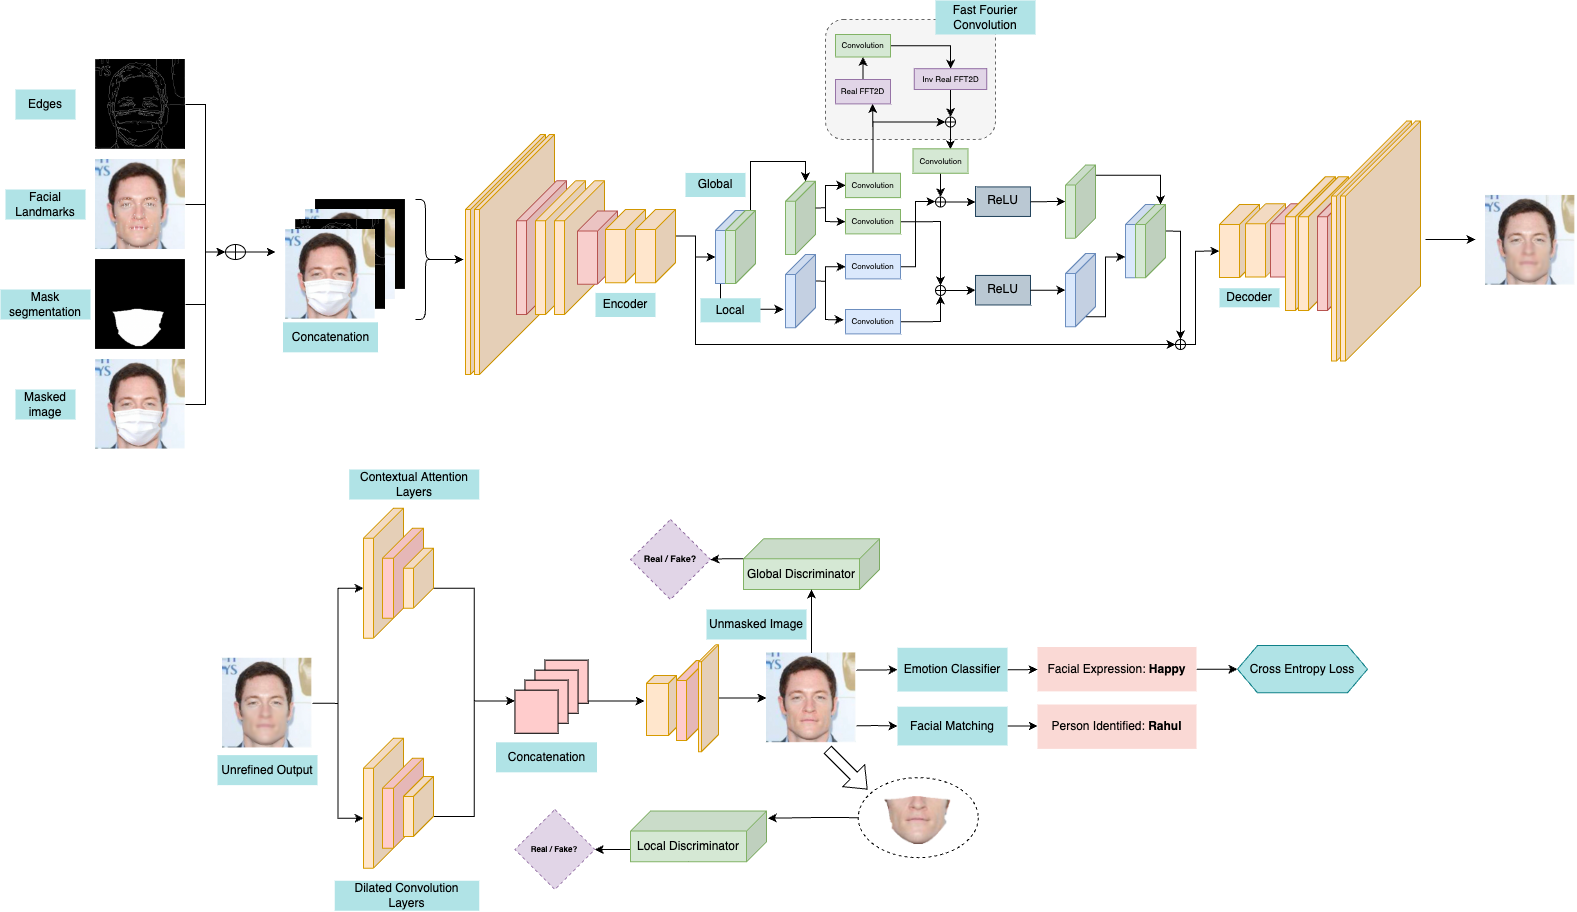 Fast Fourier
Convolution
Convolution
Inv Real FFT2D
Real FFT2D
Edges
Facial
Landmarks
Mask
segmentation
Masked
image
Concatenation
Encoder
Global
Local
Convolution
Convolution
Convolution
Convolution
Convolution
ReLU
ReLU
Decoder
Contextual Attention
Layers
Unrefined Output
Dilated Convolution
Layers
Concatenation
Real / Fake?
Global Discriminator
Unmasked Image
Emotion Classifier
Facial Expression: Happy
Cross Entropy Loss
Facial Matching
Person Identified: Rahul
Real / Fake?
Local Discriminator